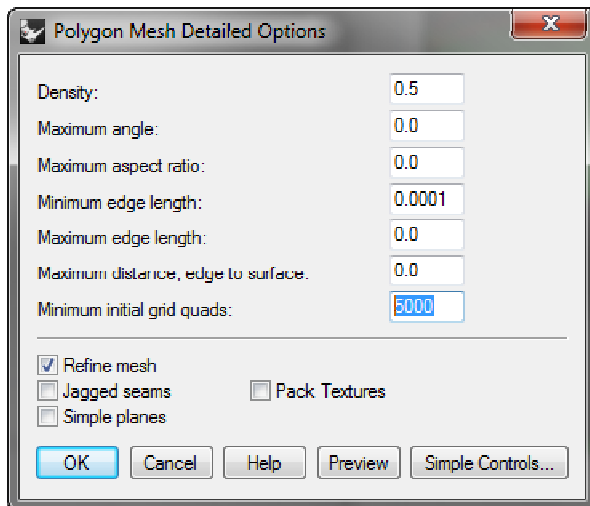 Polygon Mesh Detailed Options
X
Density: 0.5
Maximum angle: 0.0
Maximum aspect ratio: 0.0
Minimum edge length: 0.0001
Maximum edge length: 0.0
Maximum distance, edge to surface: 0.0
Minimum initial grid quads: 5000
Refine mesh
Jagged seams Pack Textures
Simple planes
OK Cancel Help Preview Simple Controls...